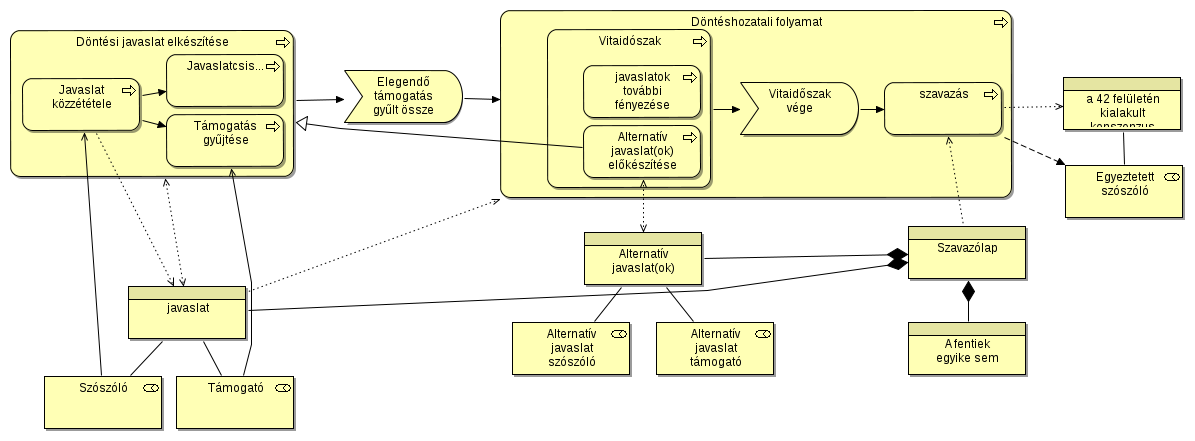 Döntéshozatali folyamat
Döntési javaslat elkészítése
Vitaidőszak
Javaslatcsis...
Javaslat
közzététele
Elegendő
támogatás
gyűlt össze
javaslatok
további
fényezése
Vitaidőszak
vége
szavazás
a 42 felületén
kialakult
konszenzus
Támogatás
gyűjtése
Alternatív
javaslat(ok)
előkészítése
Egyeztetett
szószóló
Alternatív
javaslat(ok)
Szavazólap
javaslat
Alternatív
javaslat
szószóló
Alternatív
javaslat
támogató
A fentiek
egyike sem
Szószóló
Támogató